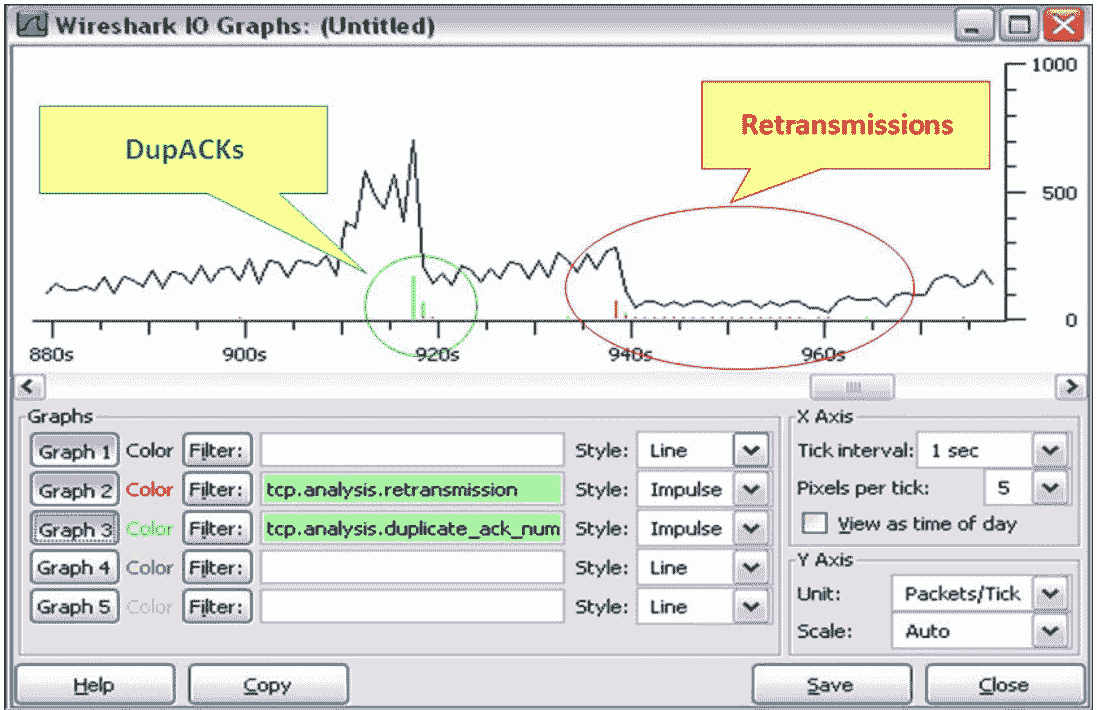 Wireshark IO Graphs: (Untitled)
1000
DupACKs
Retransmissions
500
0
880s
900s
920s
940s
960s
Graphs
X Axis
Graph 1 Color Filter: Style: Line
Tick interval: 1 sec
Graph 2 Color Filter: tcp.analysis.retransmission Style: Impulse
Pixels per tick: 5
Graph 3 Color Filter: tcp.analysis.duplicate_ack_num Style: Impulse
View as time of day
Graph 4 Color Filter: Style: Line
Y Axis
Unit: Packets/Tick
Graph 5 Color Filter: Style: Line
Scale: Auto
Help
Copy
Save
Close